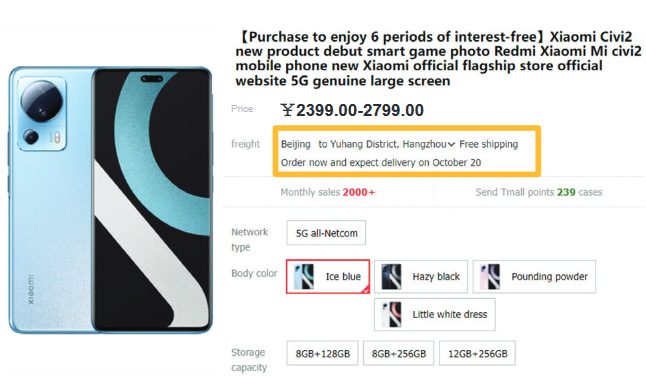 【Purchase to enjoy 6 periods of interest-free】Xiaomi Civi2
new product debut smart game photo Redmi Xiaomi Mi civi2
mobile phone new Xiaomi official flagship store official
website 5G genuine large screen
Price ￥2399.00-2799.00
freight Beijing to Yuhang District, Hangzhou Free shipping
Order now and expect delivery on October 20
Monthly sales 2000+ Send Tmall points 239 cases
Network
type
5G all-Netcom
Body color Ice blue Hazy black Pounding powder
Little white dress
Storage
capacity
8GB+128GB 8GB+256GB 12GB+256GB
xiaomi